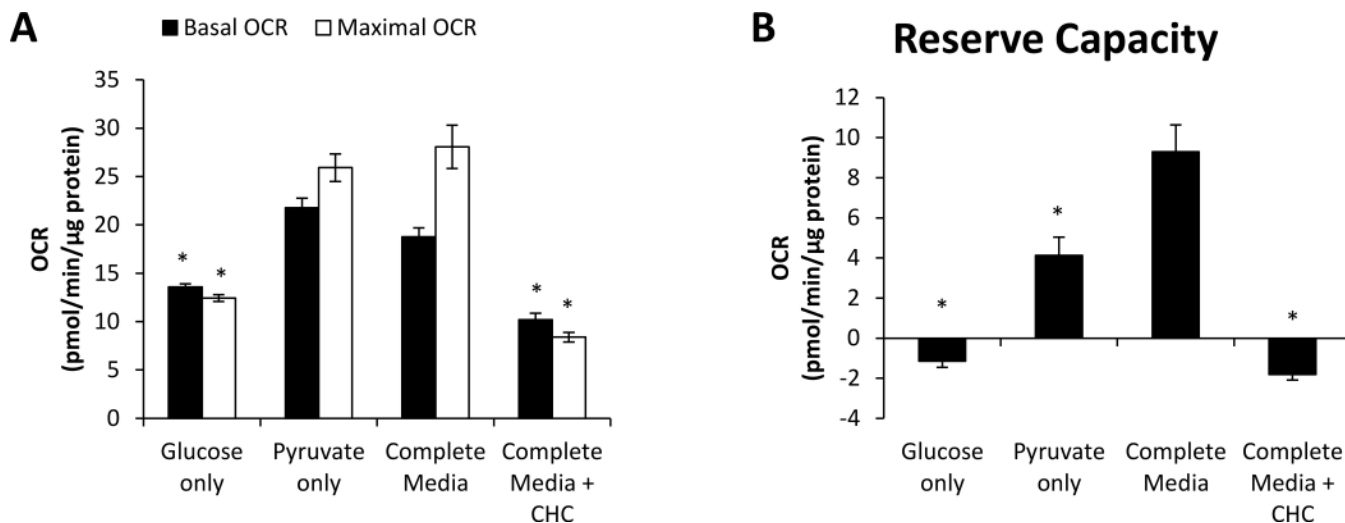 A
■ Basal OCR □ Maximal OCR
OCR
(pmol/min/µg protein)
35
30
25
20
15
10
5
0
* * * *
Glucose only
Pyruvate only
Complete Media
Complete Media + CHC
B
Reserve Capacity
OCR
(pmol/min/µg protein)
12
10
8
6
4
2
0
-2
-4
* * *
Glucose only
Pyruvate only
Complete Media
Complete Media + CHC